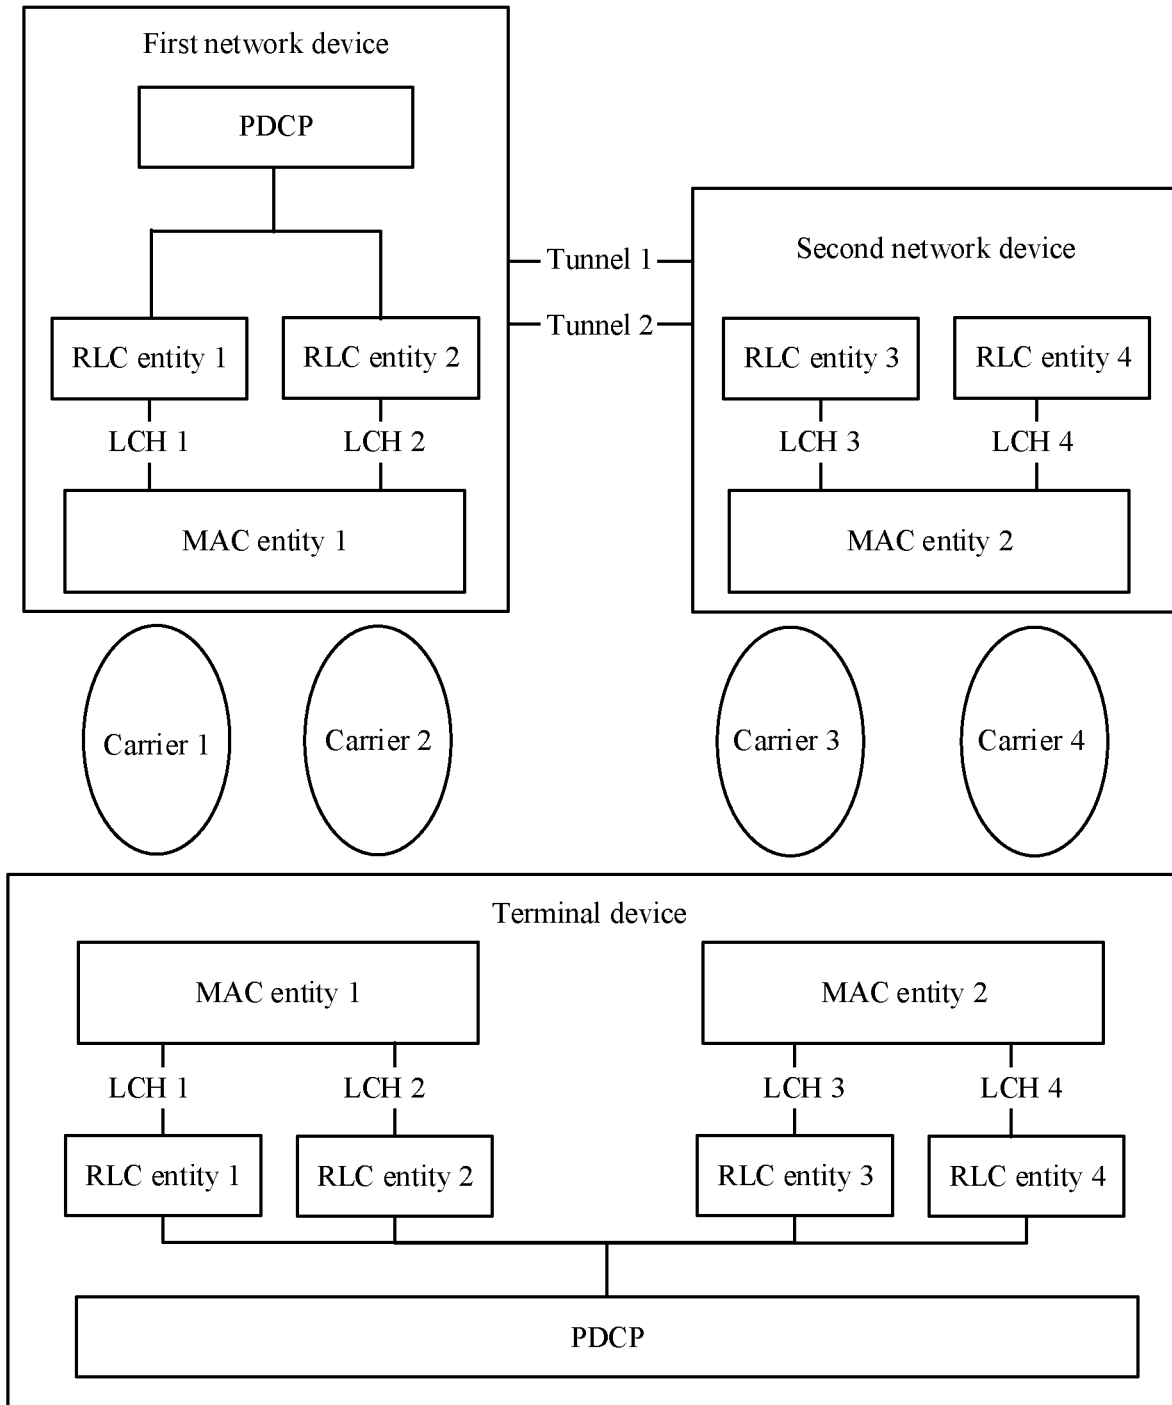 First network device
PDCP
Tunnel 1
Second network device
Tunnel 2
RLC entity 1
RLC entity 2
RLC entity 3
RLC entity 4
LCH 1
LCH 2
LCH 3
LCH 4
MAC entity 1
MAC entity 2
Carrier 1
Carrier 2
Carrier 3
Carrier 4
Terminal device
MAC entity 1
MAC entity 2
LCH 1
LCH 2
LCH 3
LCH 4
RLC entity 1
RLC entity 2
RLC entity 3
RLC entity 4
PDCP